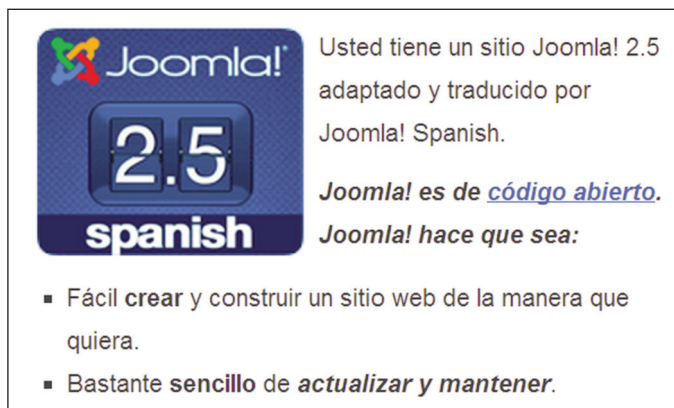 Joomla!
2.5
spanish
Usted tiene un sitio Joomla! 2.5
adaptado y traducido por
Joomla! Spanish.
Joomla! es de código abierto.
Joomla! hace que sea:
▪ Fácil crear y construir un sitio web de la manera que
quiera.
▪ Bastante sencillo de actualizar y mantener.